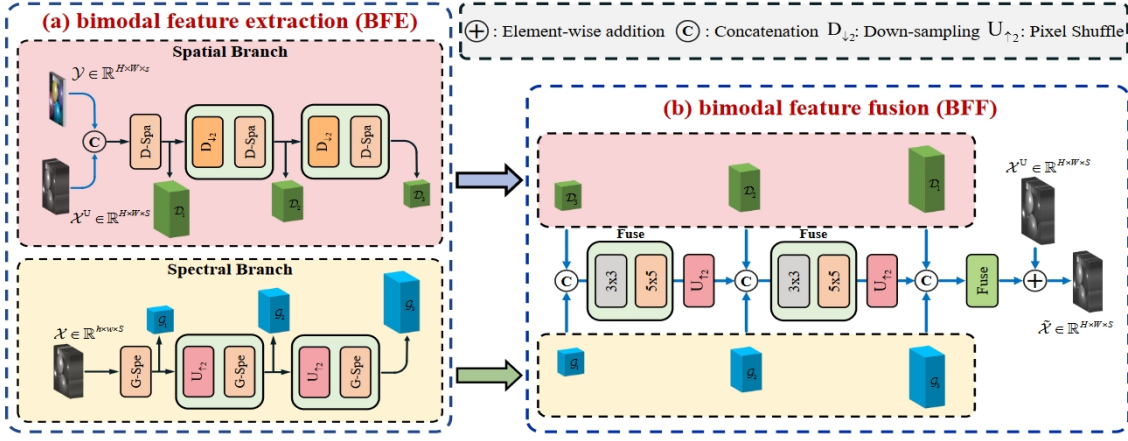 (a) bimodal feature extraction (BFE)
Spatial Branch
𝒴 ∈ ℝ^{H×W×s}
C
𝒳^U ∈ ℝ^{H×W×S}
D-Spa
D↓2
D-Spa
D↓2
D-Spa
𝒟₁
𝒟₂
𝒟₃
Spectral Branch
𝒳 ∈ ℝ^{h×w×S}
G-Spe
U↑2
G-Spe
U↑2
G-Spe
𝒢₁
𝒢₂
𝒢₃
+ : Element-wise addition C : Concatenation D↓2: Down-sampling U↑2: Pixel Shuffle
(b) bimodal feature fusion (BFF)
𝒟₃
𝒟₂
𝒟₁
𝒳^U ∈ ℝ^{H×W×S}
Fuse
Fuse
C
3x3
5x5
U↑2
C
3x3
5x5
U↑2
C
Fuse
+
𝒳̃ ∈ ℝ^{H×W×S}
𝒢₁
𝒢₂
𝒢₃